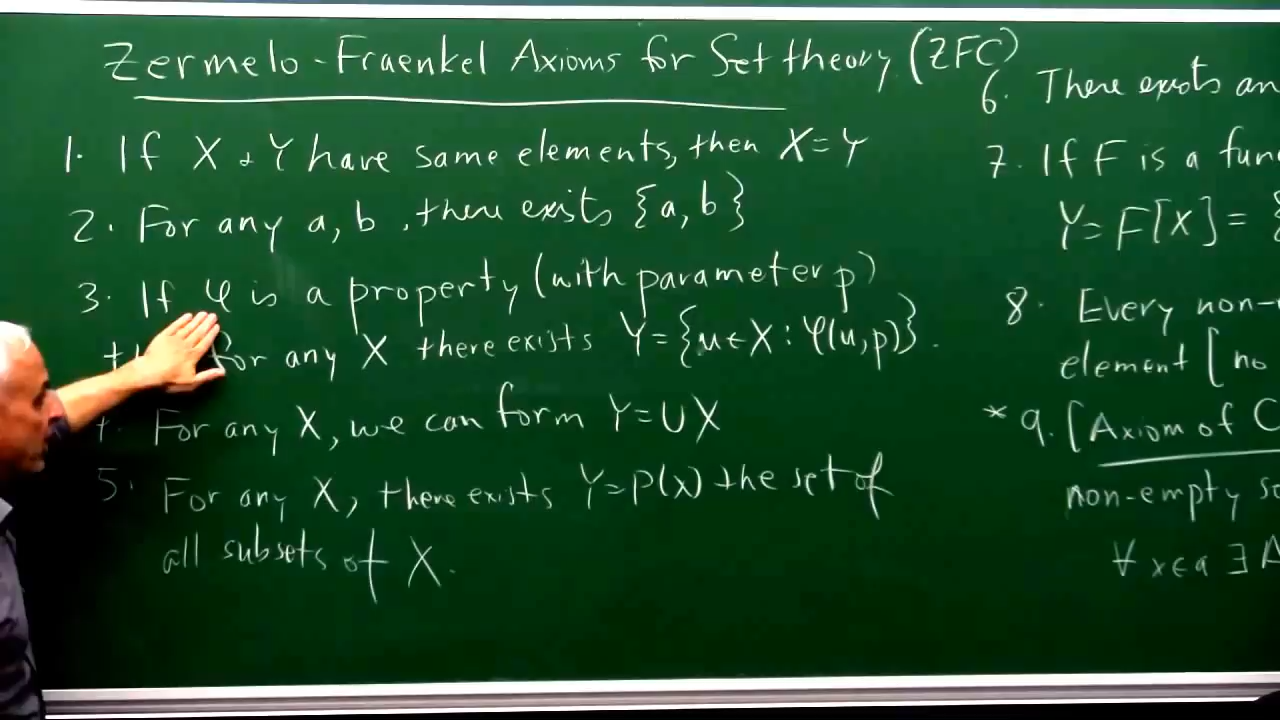 Zermelo-Fraenkel Axioms for Set theory (ZFC)
1. If X & Y have same elements, then X=Y
2. For any a, b, there exists {a, b}
3. If φ is a property (with parameter p)
for any X there exists Y={u∈X : φ(u,p)}.
For any X, we can form Y=∪X
5. For any X, there exists Y=P(X) the set of
all subsets of X.
6. There exists an
7. If F is a fun
Y=F[X]={
8. Every non-
element [no
* 9. [Axiom of C
non-empty
∀x∈a ∃ A